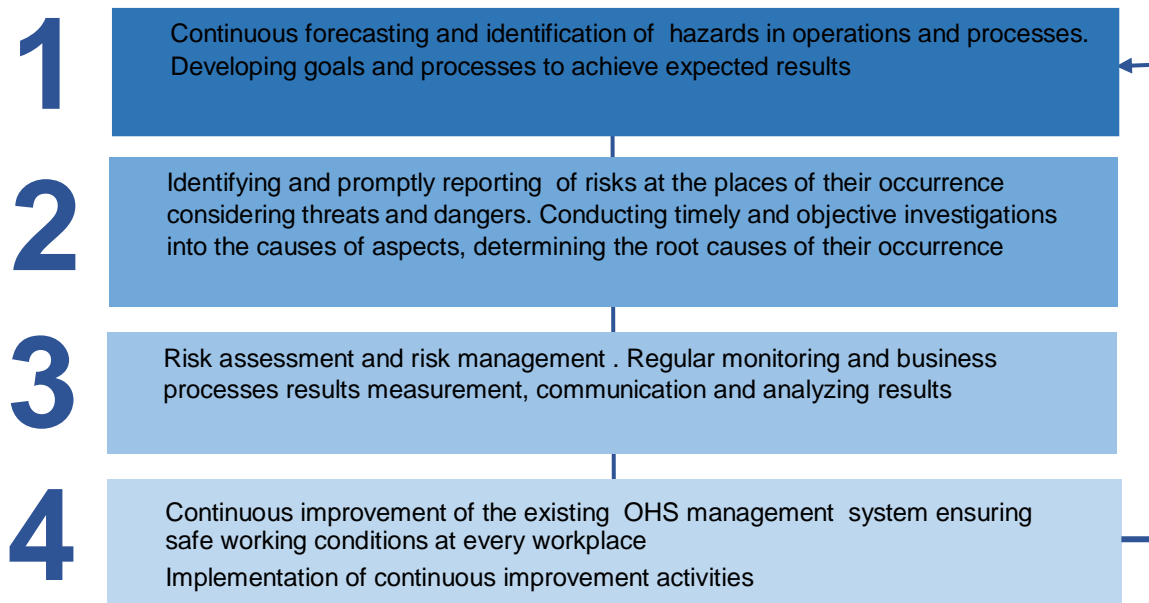 1
Continuous forecasting and identification of hazards in operations and processes.
Developing goals and processes to achieve expected results
2
Identifying and promptly reporting of risks at the places of their occurrence
considering threats and dangers. Conducting timely and objective investigations
into the causes of aspects, determining the root causes of their occurrence
3
Risk assessment and risk management . Regular monitoring and business
processes results measurement, communication and analyzing results
4
Continuous improvement of the existing OHS management system ensuring
safe working conditions at every workplace
Implementation of continuous improvement activities